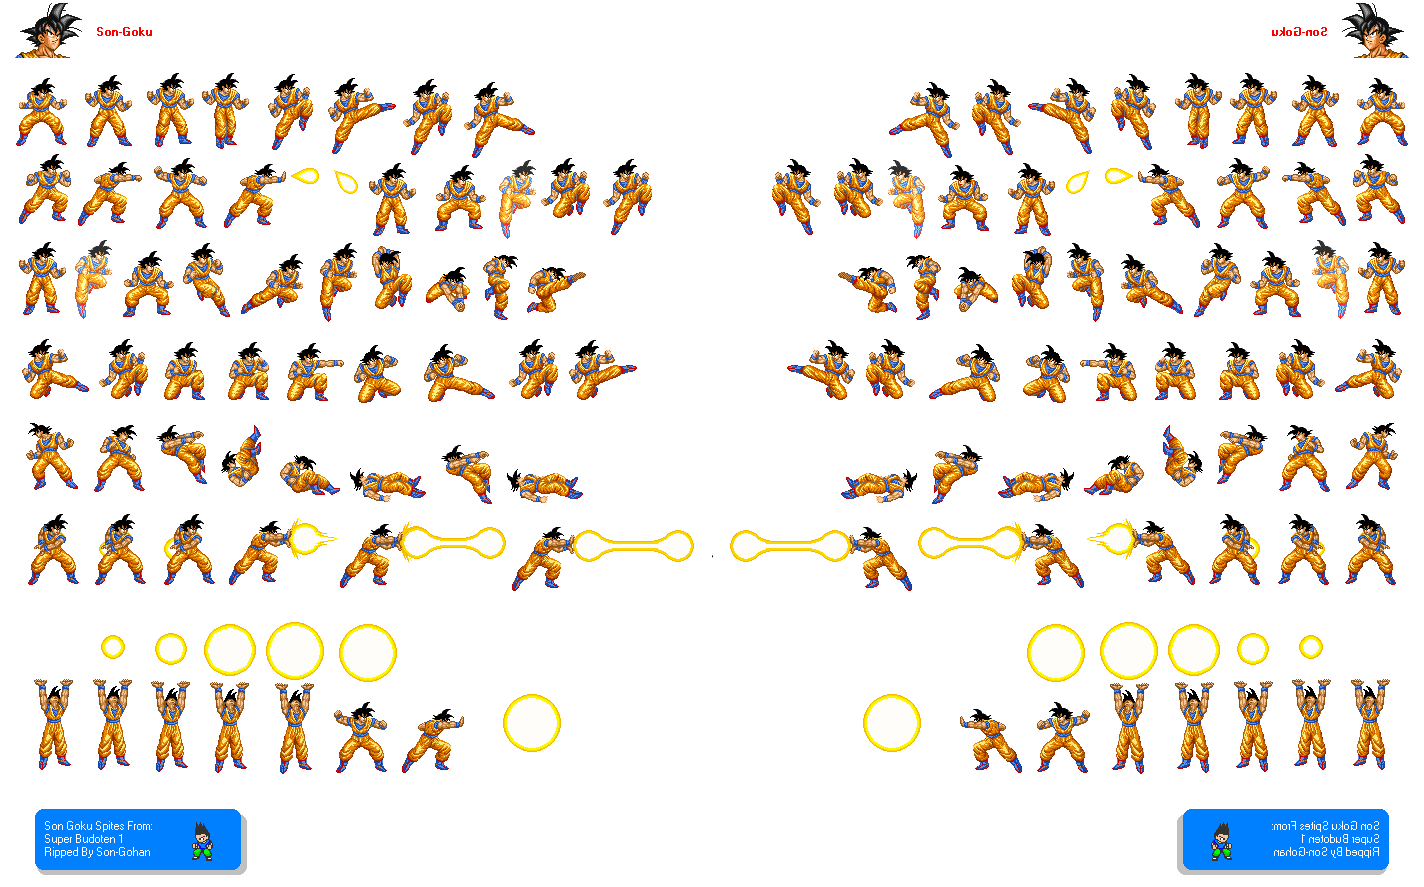 Son-Goku
Son-Goku
Son Goku Spites From:
Super Budoten 1
Ripped By Son-Gohan
Son Goku Spites From:
Super Budoten 1
Ripped By Son-Gohan